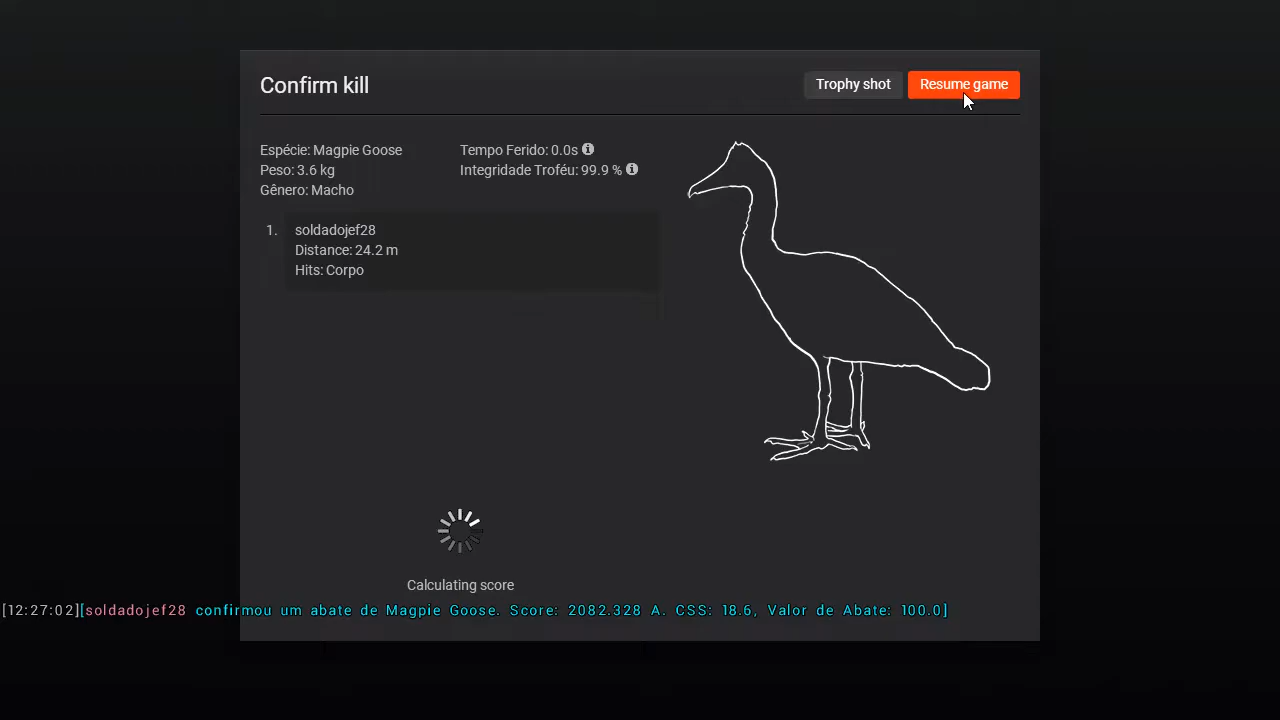 Confirm kill
Trophy shot
Resume game
Espécie: Magpie Goose
Peso: 3.6 kg
Gênero: Macho
Tempo Ferido: 0.0s
Integridade Troféu: 99.9 %
1.
soldadojef28
Distance: 24.2 m
Hits: Corpo
Calculating score
[12:27:02][soldadojef28 confirmou um abate de Magpie Goose. Score: 2082.328 A. CSS: 18.6, Valor de Abate: 100.0]